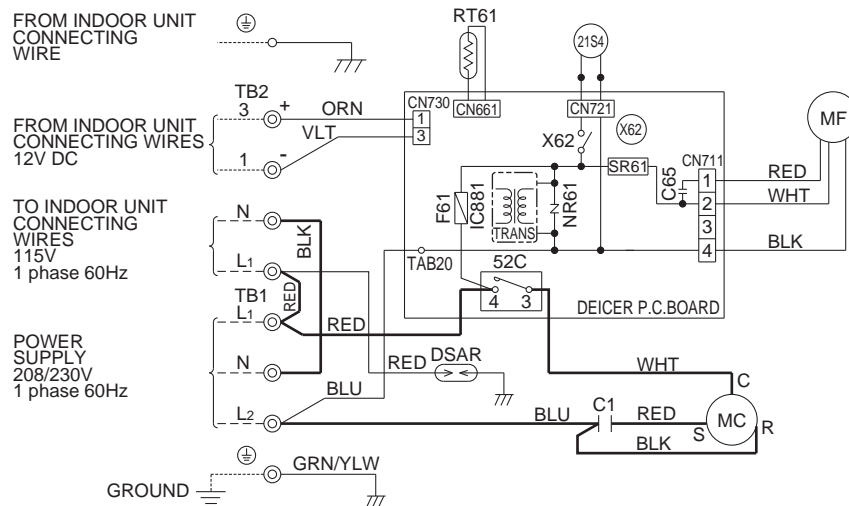 FROM INDOOR UNIT
CONNECTING
WIRE
RT61
21S4
TB2
3 + ORN
CN730
1
3
CN661
CN721
MF
FROM INDOOR UNIT
CONNECTING WIRES
12V DC
VLT
1 -
X62
X62
SR61
CN711
C65
1 RED
2 WHT
3
4 BLK
F61
IC881
TRANS
NR61
TO INDOOR UNIT
CONNECTING
WIRES
115V
1 phase 60Hz
N
BLK
L1
RED
TAB20
52C
4 3
DEICER P.C.BOARD
TB1
L1
RED
POWER
SUPPLY
208/230V
1 phase 60Hz
N
RED DSAR
WHT
C
BLU
L2
BLU C1 RED
S MC R
BLK
GRN/YLW
GROUND